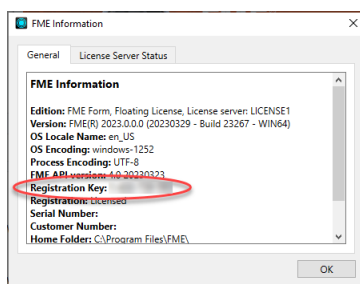 FME Information
General
License Server Status
FME Information
Edition: FME Form, Floating License, License server: LICENSE1
Version: FME(R) 2023.0.0.0 (20230329 - Build 23267 - WIN64)
OS Locale Name: en_US
OS Encoding: windows-1252
Process Encoding: UTF-8
FME API version: 4.0 20230323
Registration Key:
Registration: Licensed
Serial Number:
Customer Number:
Home Folder: C:\Program Files\FME\
OK